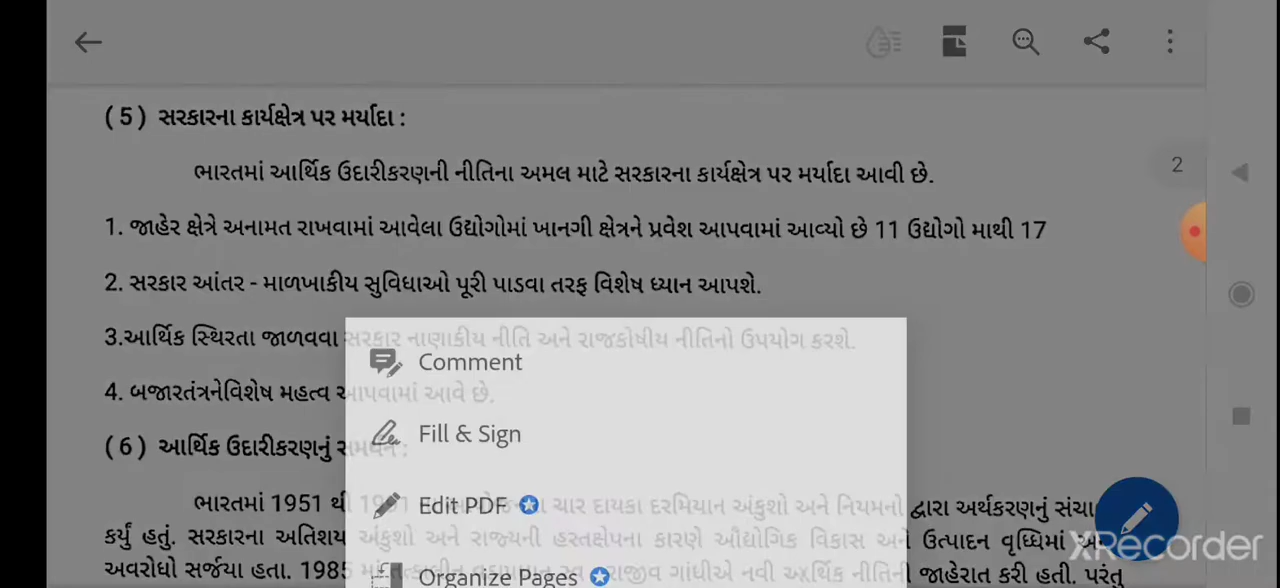 ( 5 ) સરકારના કાર્યક્ષેત્ર પર મર્યાદા :
ભારતમાં આર્થિક ઉદારીકરણની નીતિના અમલ માટે સરકારના કાર્યક્ષેત્ર પર મર્યાદા આવી છે.
2
1. જાહેર ક્ષેત્રે અનામત રાખવામાં આવેલા ઉદ્યોગોમાં ખાનગી ક્ષેત્રને પ્રવેશ આપવામાં આવ્યો છે 11 ઉદ્યોગો માથી 17
2. સરકાર આંતર - માળખાકીય સુવિધાઓ પૂરી પાડવા તરફ વિશેષ ધ્યાન આપશે.
3.આર્થિક સ્થિરતા જાળવવા સરકાર નાણાકીય નીતિ અને રાજકોષીય નીતિનો ઉપયોગ કરશે.
Comment
4. બજારતંત્રનેવિશેષ મહત્વ આપવામાં આવે છે.
Fill & Sign
( 6 ) આર્થિક ઉદારીકરણનું સમર્થન :
ભારતમાં 1951 થી ચાર દાયકા દરમિયાન અંકુશો અને નિયમનો દ્વારા અર્થકરણનું
Edit PDF
કર્યું હતું. સરકારના અતિશય અંકુશો અને રાજ્યની હસ્તક્ષેપના કારણે ઔદ્યોગિક વિકાસ અને ઉત્પાદન વૃધ્ધિમાં
XRecorder
અવરોધો સર્જયા હતા. 1985 રાજીવ ગાંધીએ નવી આર્થિક નીતિની જાહેરાત કરી હતી. પરંતુ
Organize Pages